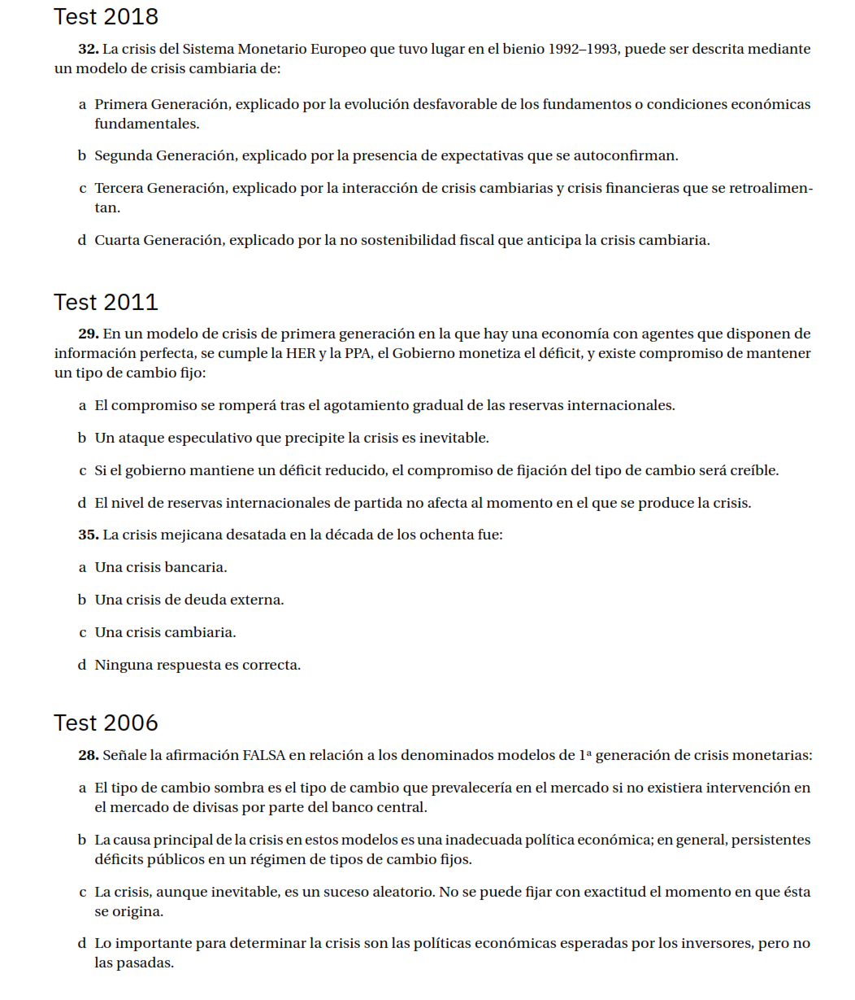 Test 2018
32. La crisis del Sistema Monetario Europeo que tuvo lugar en el bienio 1992–1993, puede ser descrita mediante
un modelo de crisis cambiaria de:
a Primera Generación, explicado por la evolución desfavorable de los fundamentos o condiciones económicas
fundamentales.
b Segunda Generación, explicado por la presencia de expectativas que se autoconfirman.
c Tercera Generación, explicado por la interacción de crisis cambiarias y crisis financieras que se retroalimen-
tan.
d Cuarta Generación, explicado por la no sostenibilidad fiscal que anticipa la crisis cambiaria.
Test 2011
29. En un modelo de crisis de primera generación en la que hay una economía con agentes que disponen de
información perfecta, se cumple la HER y la PPA, el Gobierno monetiza el déficit, y existe compromiso de mantener
un tipo de cambio fijo:
a El compromiso se romperá tras el agotamiento gradual de las reservas internacionales.
b Un ataque especulativo que precipite la crisis es inevitable.
c Si el gobierno mantiene un déficit reducido, el compromiso de fijación del tipo de cambio será creíble.
d El nivel de reservas internacionales de partida no afecta al momento en el que se produce la crisis.
35. La crisis mejicana desatada en la década de los ochenta fue:
a Una crisis bancaria.
b Una crisis de deuda externa.
c Una crisis cambiaria.
d Ninguna respuesta es correcta.
Test 2006
28. Señale la afirmación FALSA en relación a los denominados modelos de 1ª generación de crisis monetarias:
a El tipo de cambio sombra es el tipo de cambio que prevalecería en el mercado si no existiera intervención en
el mercado de divisas por parte del banco central.
b La causa principal de la crisis en estos modelos es una inadecuada política económica; en general, persistentes
déficits públicos en un régimen de tipos de cambio fijos.
c La crisis, aunque inevitable, es un suceso aleatorio. No se puede fijar con exactitud el momento en que ésta
se origina.
d Lo importante para determinar la crisis son las políticas económicas esperadas por los inversores, pero no
las pasadas.